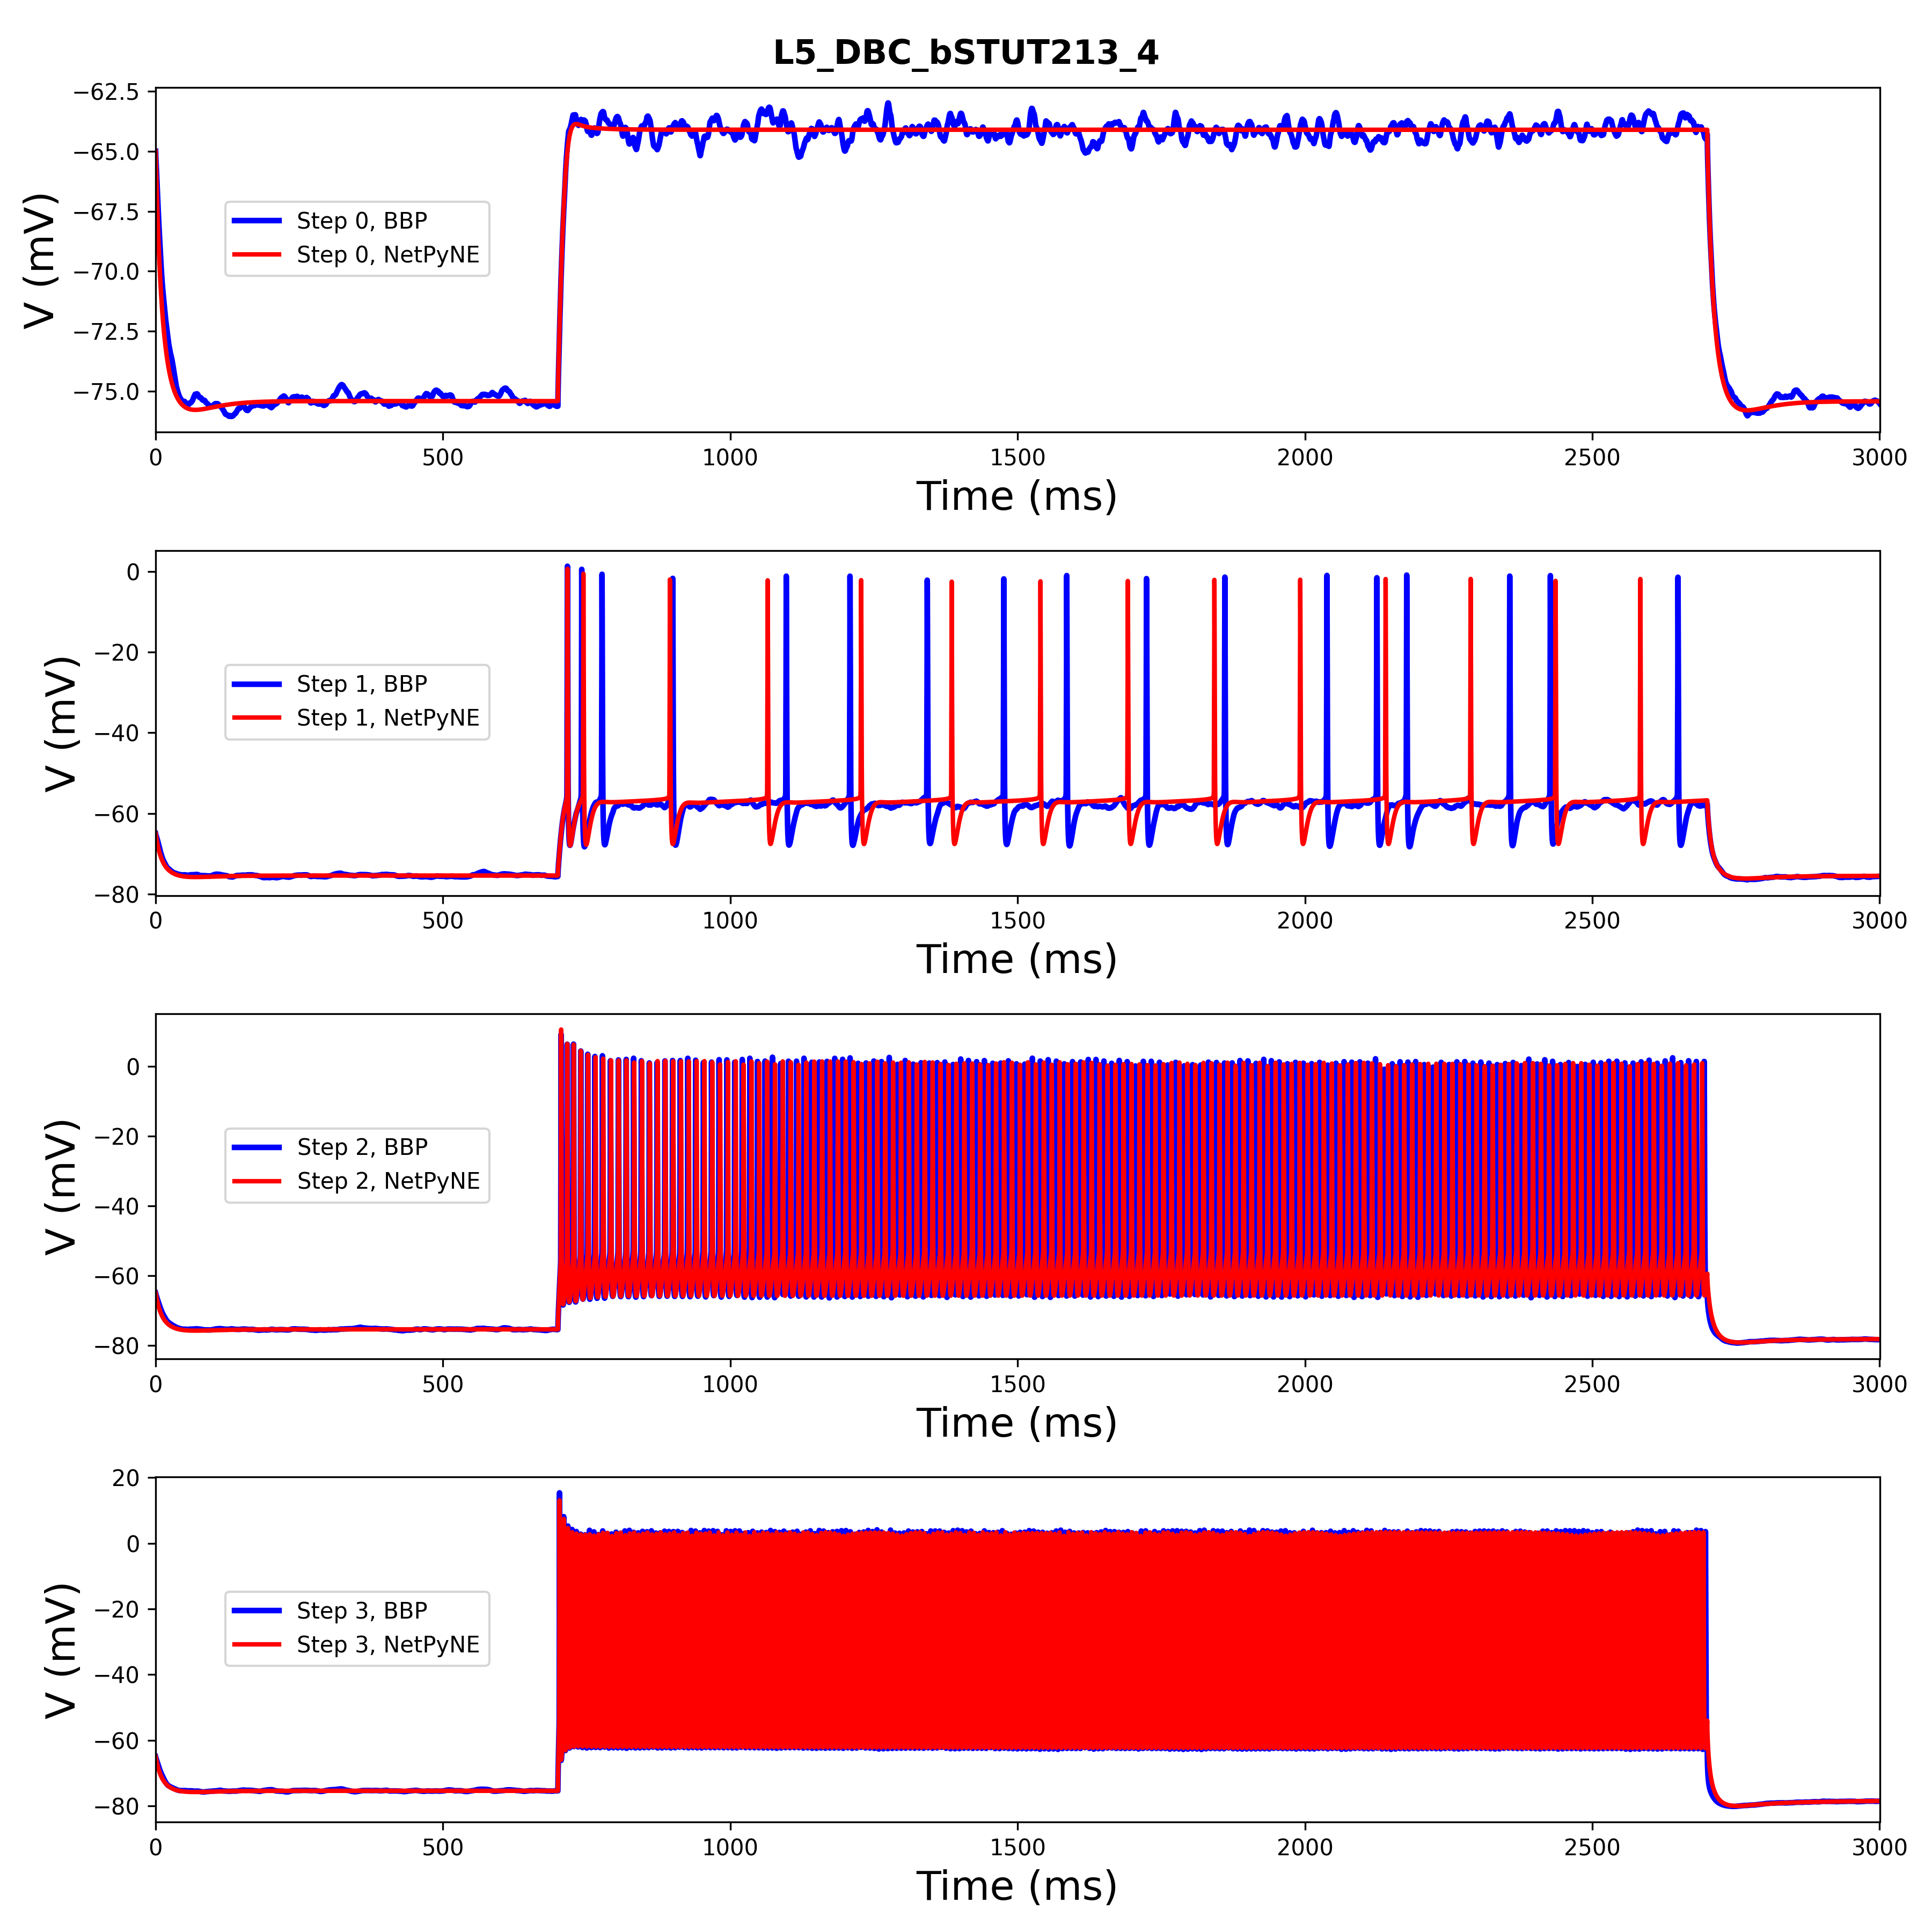 L5_DBC_bSTUT213_4
−62.5
−65.0
−67.5
−70.0
−72.5
−75.0
V (mV)
Step 0, BBP
Step 0, NetPyNE
0 500 1000 1500 2000 2500 3000
Time (ms)
0
−20
−40
−60
−80
V (mV)
Step 1, BBP
Step 1, NetPyNE
0 500 1000 1500 2000 2500 3000
Time (ms)
0
−20
−40
−60
−80
V (mV)
Step 2, BBP
Step 2, NetPyNE
0 500 1000 1500 2000 2500 3000
Time (ms)
20
0
−20
−40
−60
−80
V (mV)
Step 3, BBP
Step 3, NetPyNE
0 500 1000 1500 2000 2500 3000
Time (ms)